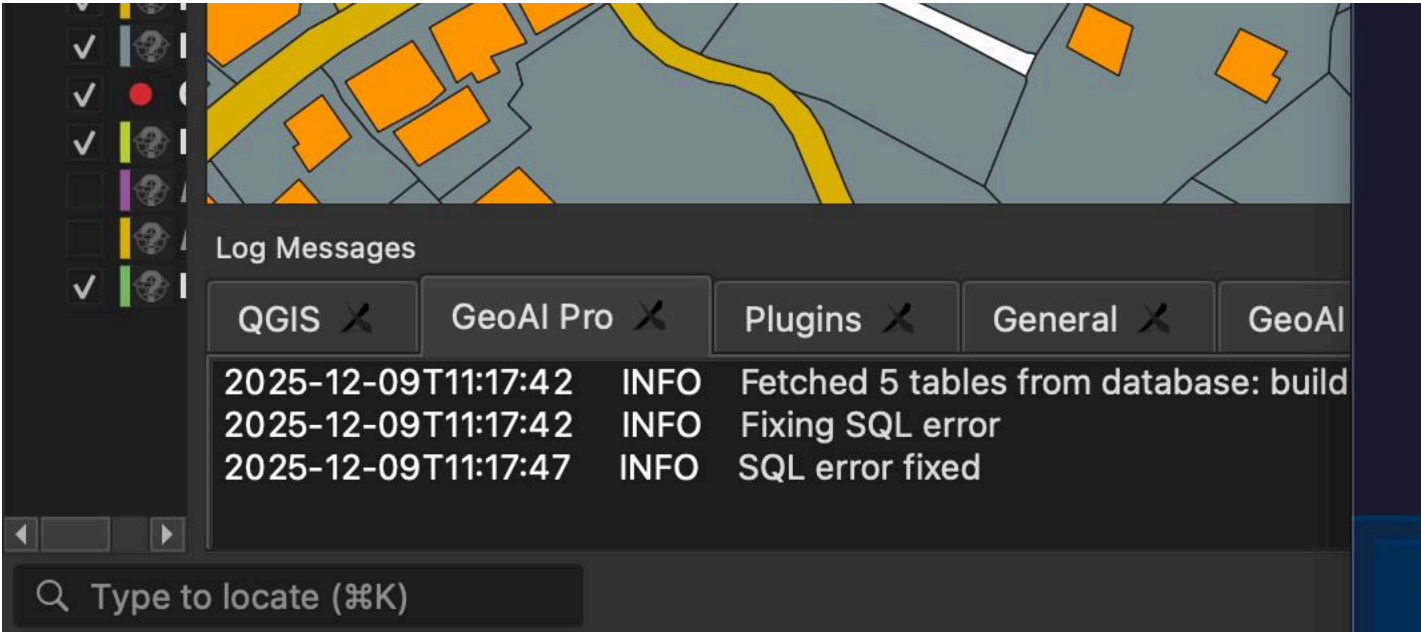 Log Messages
QGIS GeoAI Pro Plugins General GeoAI
2025-12-09T11:17:42 INFO Fetched 5 tables from database: build
2025-12-09T11:17:42 INFO Fixing SQL error
2025-12-09T11:17:47 INFO SQL error fixed
Type to locate (⌘K)